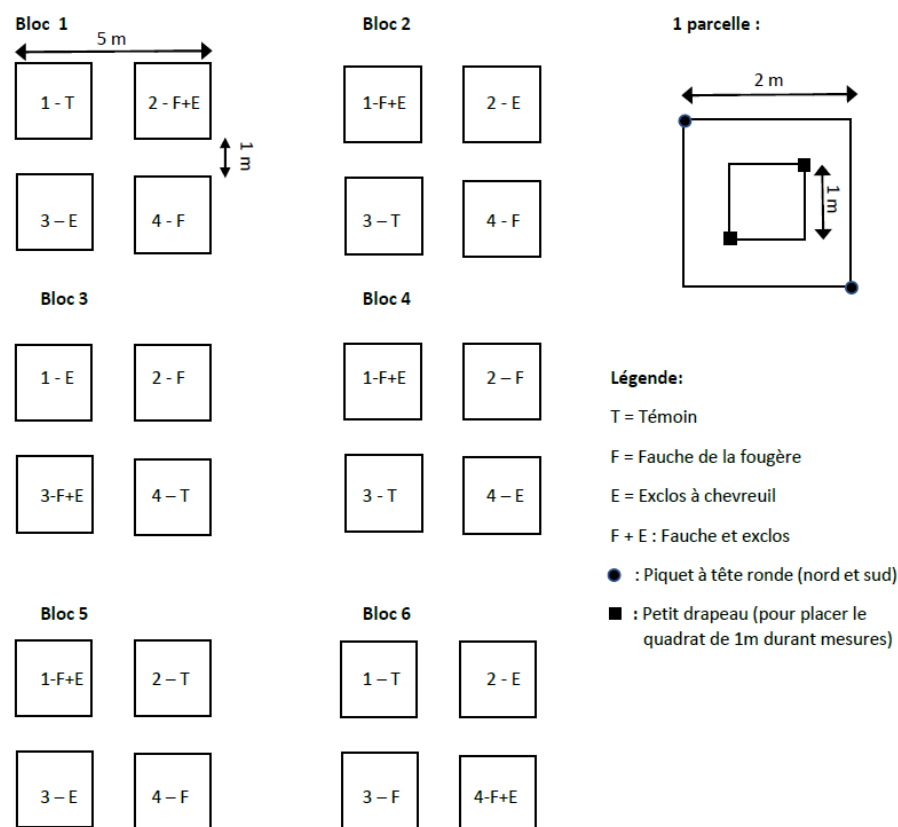 Bloc 1
5 m
1 - T
2 - F+E
1 m
3 – E
4 - F
Bloc 2
1-F+E
2 - E
3 – T
4 - F
1 parcelle :
2 m
1 m
Bloc 3
1 - E
2 - F
3-F+E
4 – T
Bloc 4
1-F+E
2 – F
3 - T
4 – E
Légende:
T = Témoin
F = Fauche de la fougère
E = Exclos à chevreuil
F + E : Fauche et exclos
: Piquet à tête ronde (nord et sud)
: Petit drapeau (pour placer le
quadrat de 1m durant mesures)
Bloc 5
1-F+E
2 – T
3 – E
4 – F
Bloc 6
1 – T
2 - E
3 – F
4-F+E